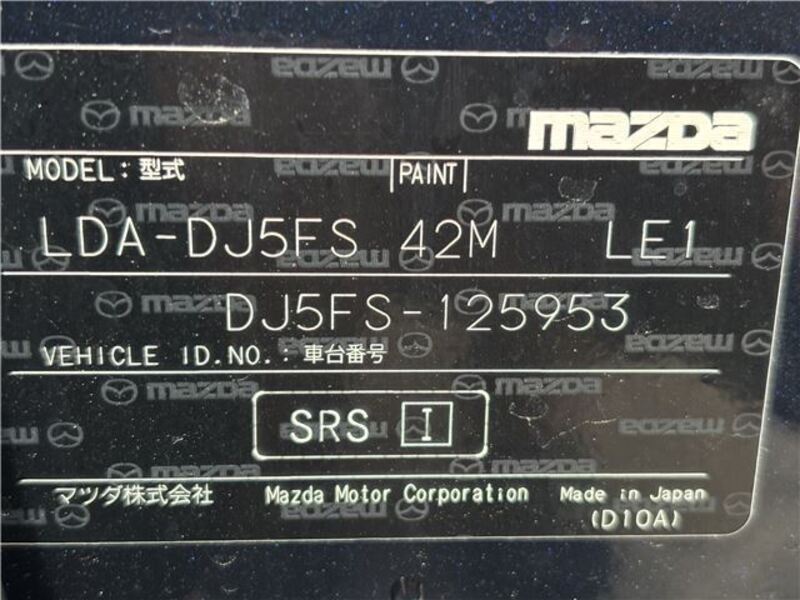 mazda
MODEL:型式 PAINT
LDA-DJ5FS 42M LE1
DJ5FS-125953
VEHICLE ID.NO.:車台番号
SRS I
マツダ株式会社 Mazda Motor Corporation Made in Japan
(D10A)